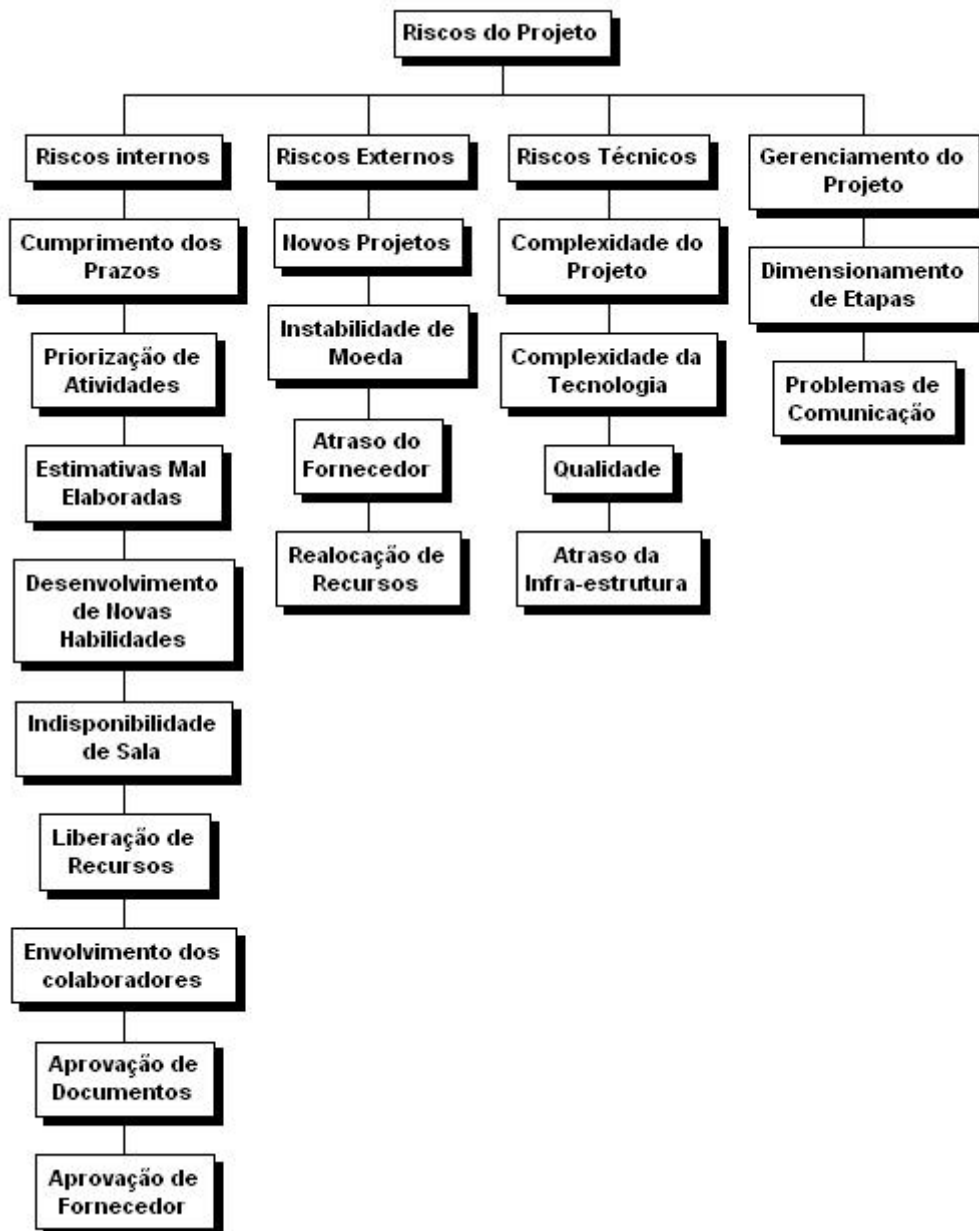 Riscos do Projeto
Riscos internos
Cumprimento dos
Prazos
Priorização de
Atividades
Estimativas Mal
Elaboradas
Desenvolvimento
de Novas
Habilidades
Indisponibilidade
de Sala
Liberação de
Recursos
Envolvimento dos
colaboradores
Aprovação de
Documentos
Aprovação de
Fornecedor
Riscos Externos
Novos Projetos
Instabilidade de
Moeda
Atraso do
Fornecedor
Realocação de
Recursos
Riscos Técnicos
Complexidade do
Projeto
Complexidade da
Tecnologia
Qualidade
Atraso da
Infra-estrutura
Gerenciamento do
Projeto
Dimensionamento
de Etapas
Problemas de
Comunicação